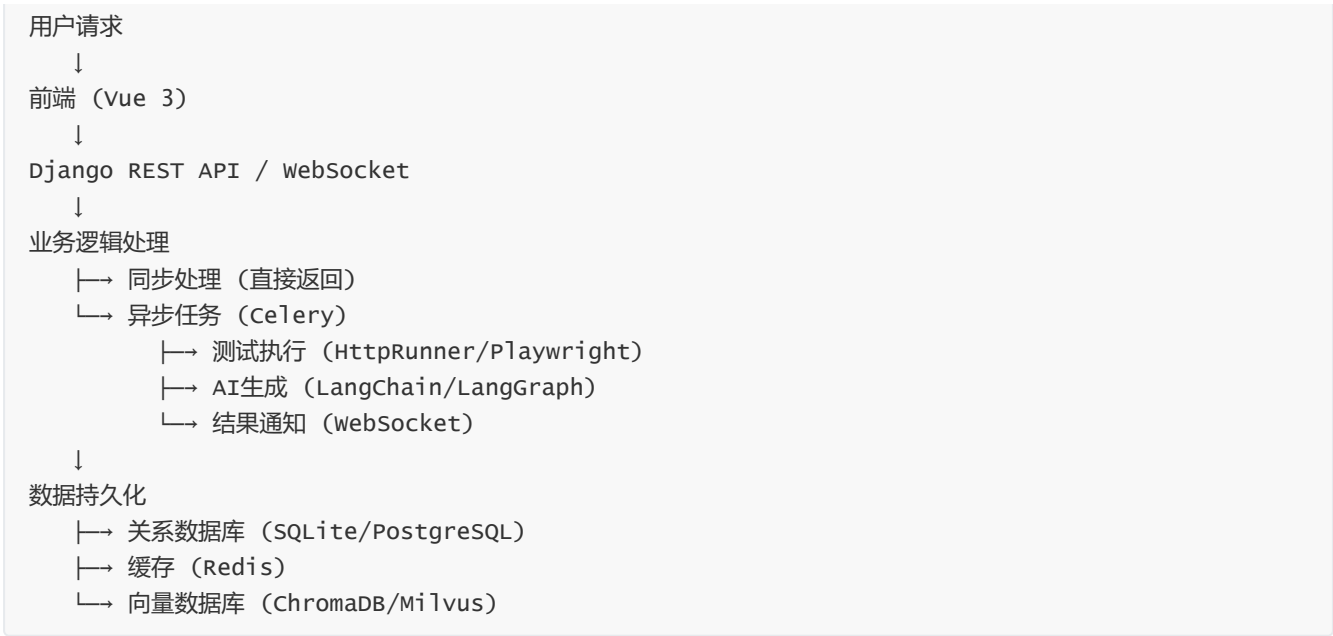 用户请求
↓
前端 (Vue 3)
↓
Django REST API / WebSocket
↓
业务逻辑处理
├─→ 同步处理 (直接返回)
└─→ 异步任务 (Celery)
├─→ 测试执行 (HttpRunner/Playwright)
├─→ AI生成 (LangChain/LangGraph)
└─→ 结果通知 (WebSocket)
↓
数据持久化
├─→ 关系数据库 (SQLite/PostgreSQL)
├─→ 缓存 (Redis)
└─→ 向量数据库 (ChromaDB/Milvus)